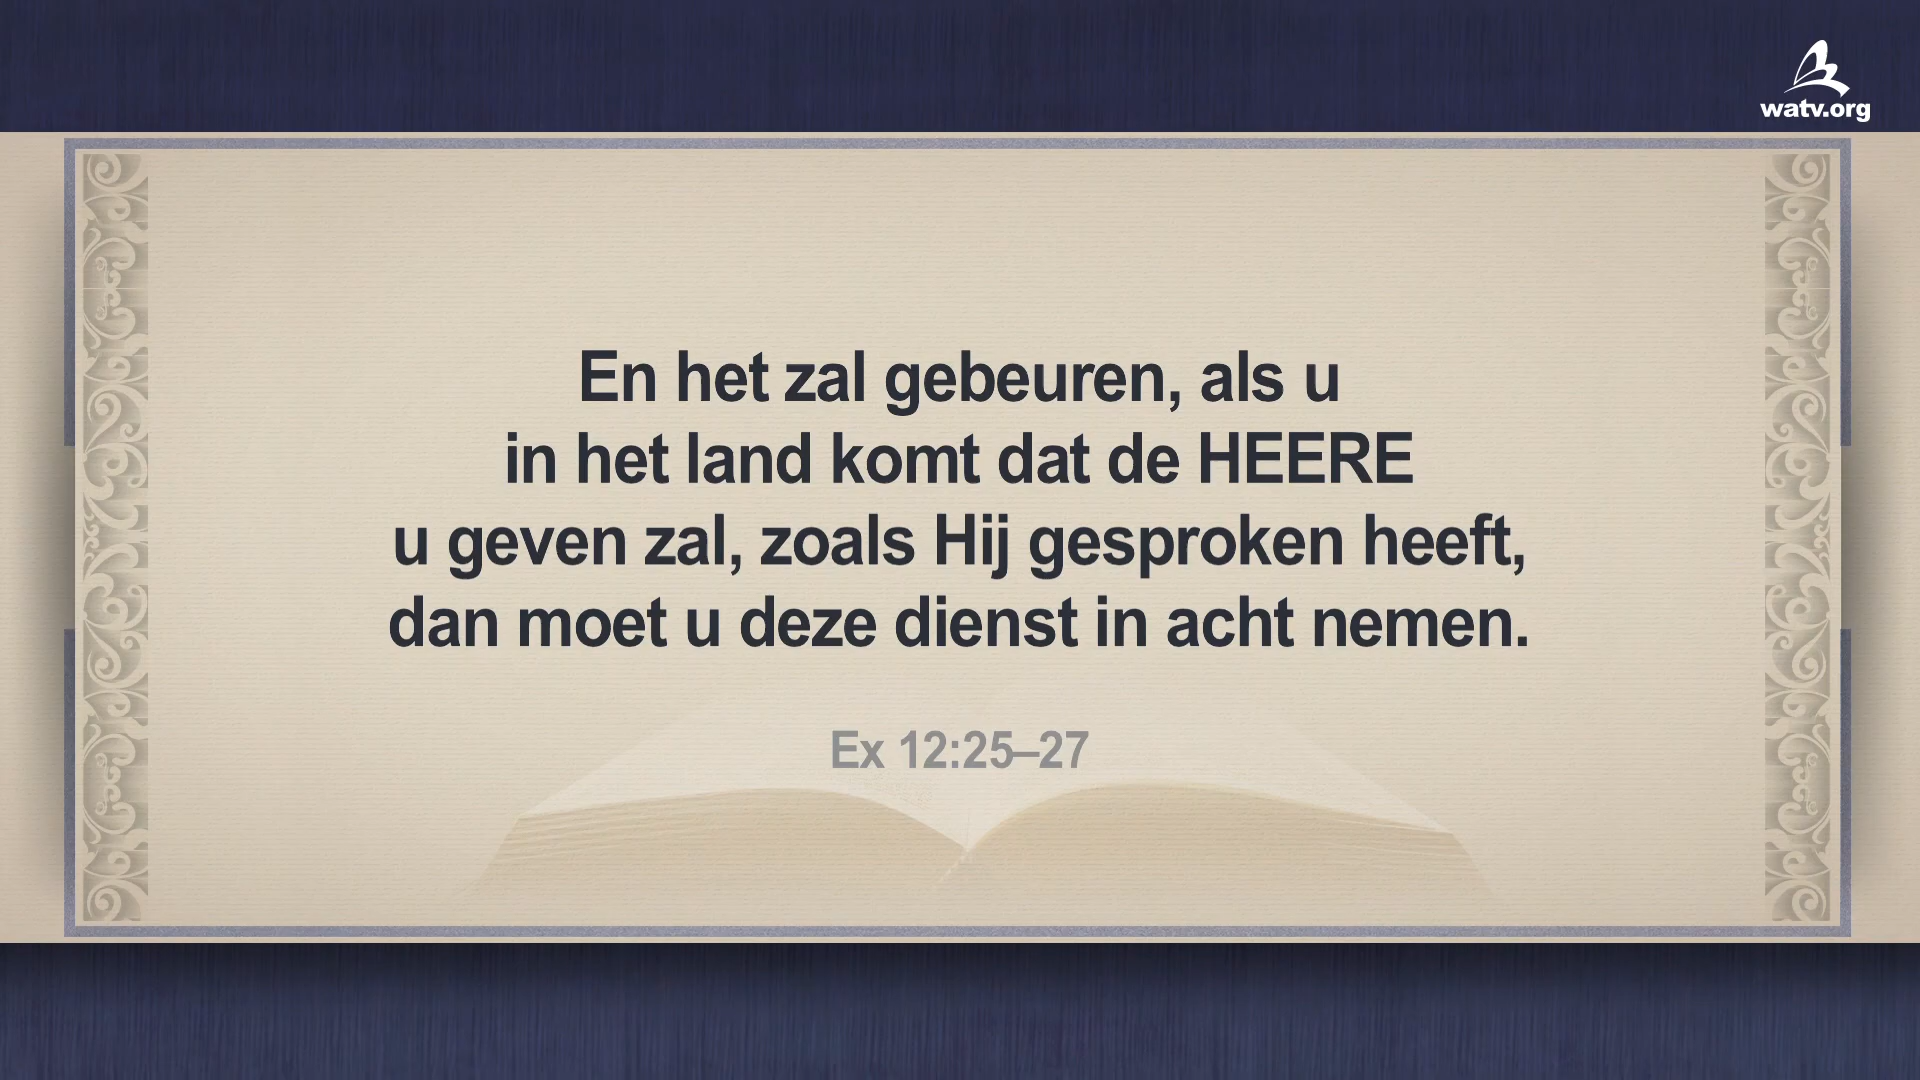 watv.org
En het zal gebeuren, als u
in het land komt dat de HEERE
u geven zal, zoals Hij gesproken heeft,
dan moet u deze dienst in acht nemen.
Ex 12:25–27